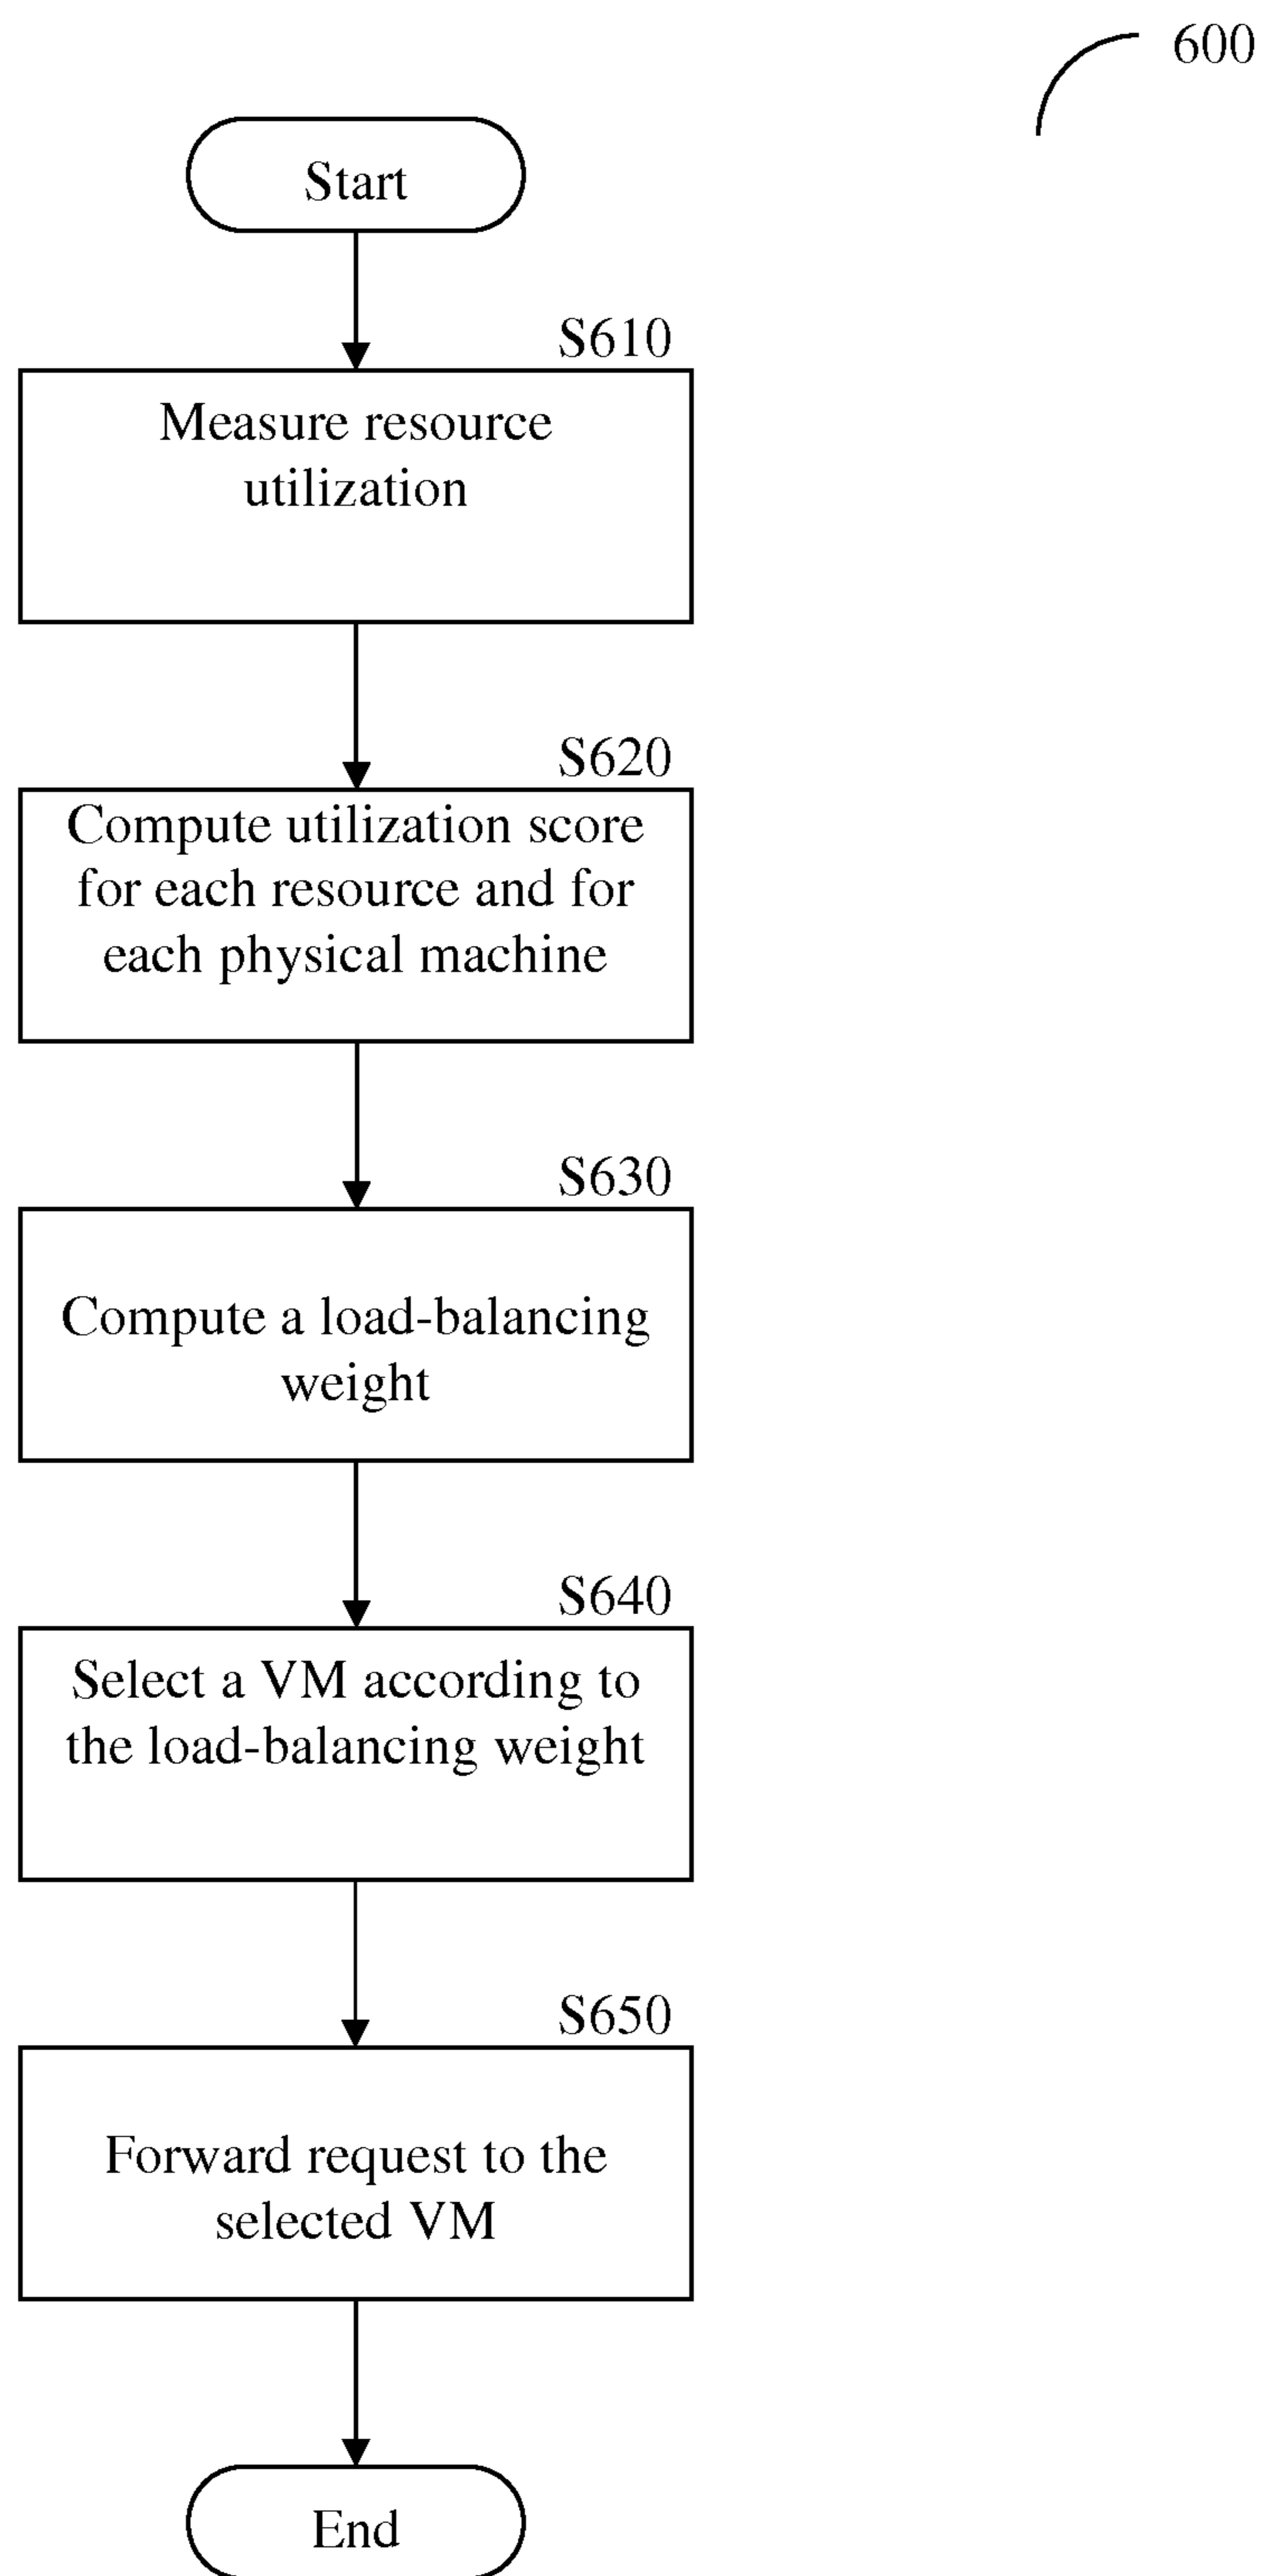 600
Start
S610
Measure resource
utilization
S620
Compute utilization score
for each resource and for
each physical machine
S630
Compute a load-balancing
weight
S640
Select a VM according to
the load-balancing weight
S650
Forward request to the
selected VM
End